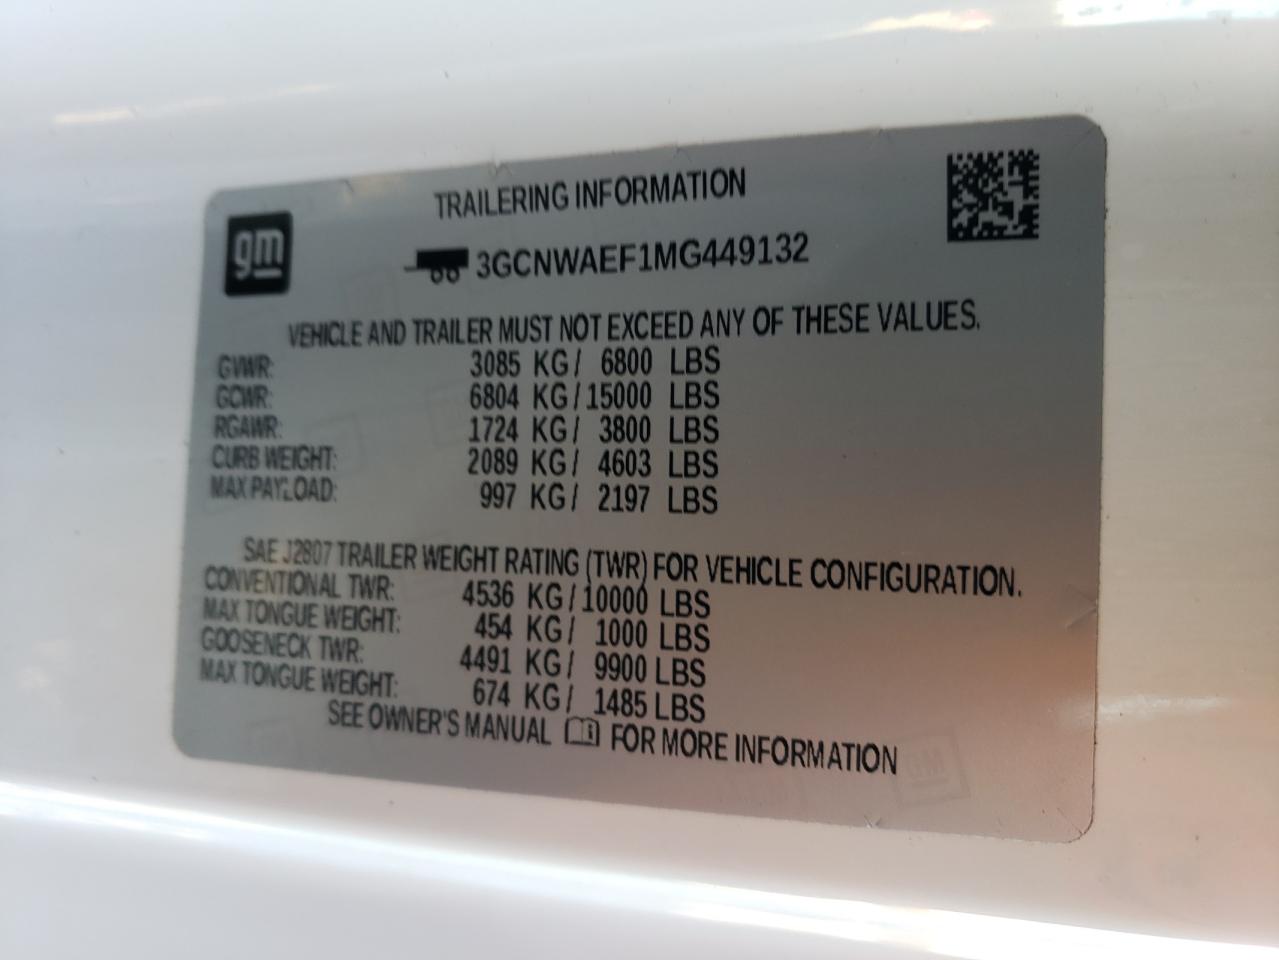 gm
TRAILERING INFORMATION
3GCNWAEF1MG449132
VEHICLE AND TRAILER MUST NOT EXCEED ANY OF THESE VALUES.
GVWR: 3085 KG/ 6800 LBS
GCWR: 6804 KG/15000 LBS
RGAWR: 1724 KG/ 3800 LBS
CURB WEIGHT: 2089 KG/ 4603 LBS
MAX PAYLOAD: 997 KG/ 2197 LBS
SAE J2807 TRAILER WEIGHT RATING (TWR) FOR VEHICLE CONFIGURATION.
CONVENTIONAL TWR: 4536 KG/10000 LBS
MAX TONGUE WEIGHT: 454 KG/ 1000 LBS
GOOSENECK TWR: 4491 KG/ 9900 LBS
MAX TONGUE WEIGHT: 674 KG/ 1485 LBS
SEE OWNER'S MANUAL FOR MORE INFORMATION
GM